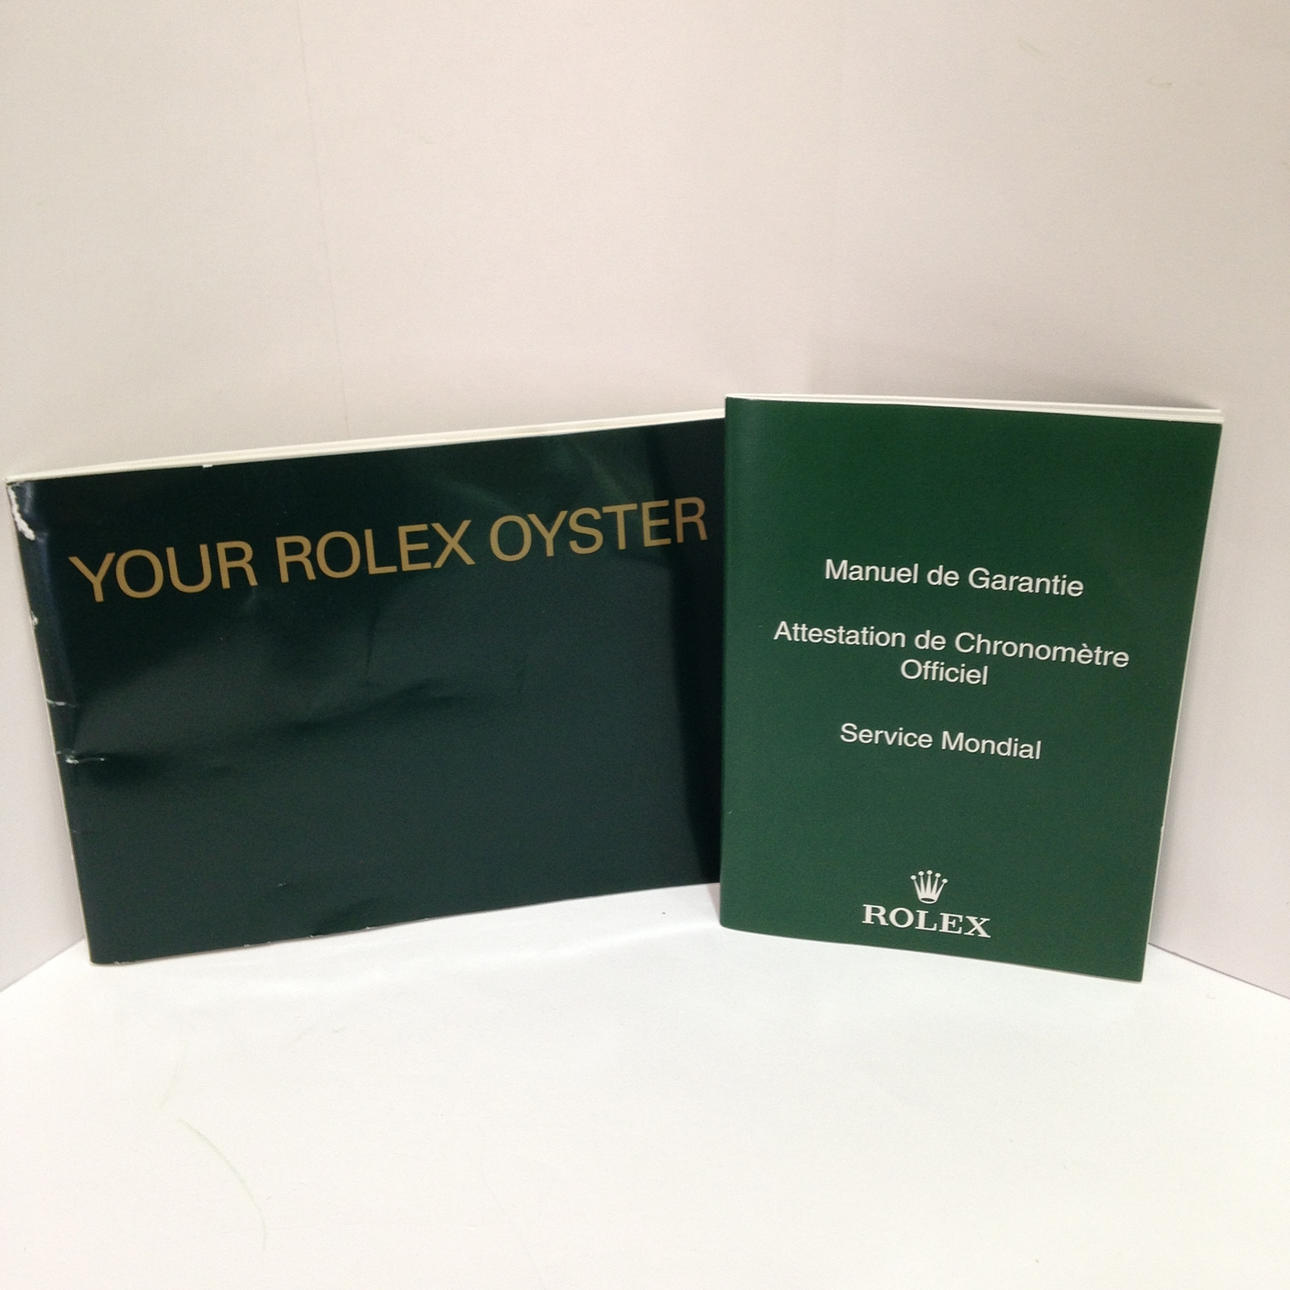 YOUR ROLEX OYSTER
Manuel de Garantie
Attestation de Chronomètre
Officiel
Service Mondial
ROLEX